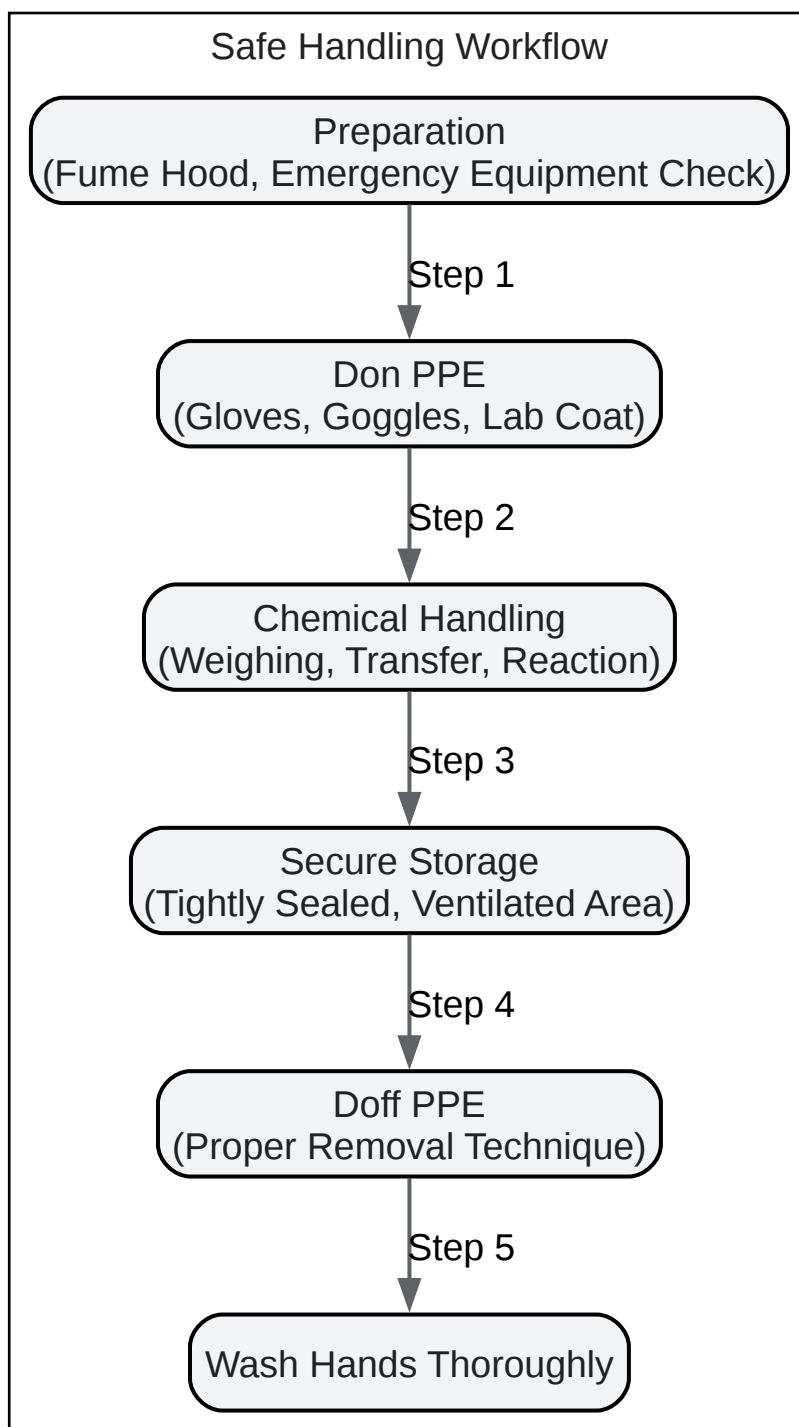 Safe Handling Workflow
Preparation
(Fume Hood, Emergency Equipment Check)
Step 1
Don PPE
(Gloves, Goggles, Lab Coat)
Step 2
Chemical Handling
(Weighing, Transfer, Reaction)
Step 3
Secure Storage
(Tightly Sealed, Ventilated Area)
Step 4
Doff PPE
(Proper Removal Technique)
Step 5
Wash Hands Thoroughly